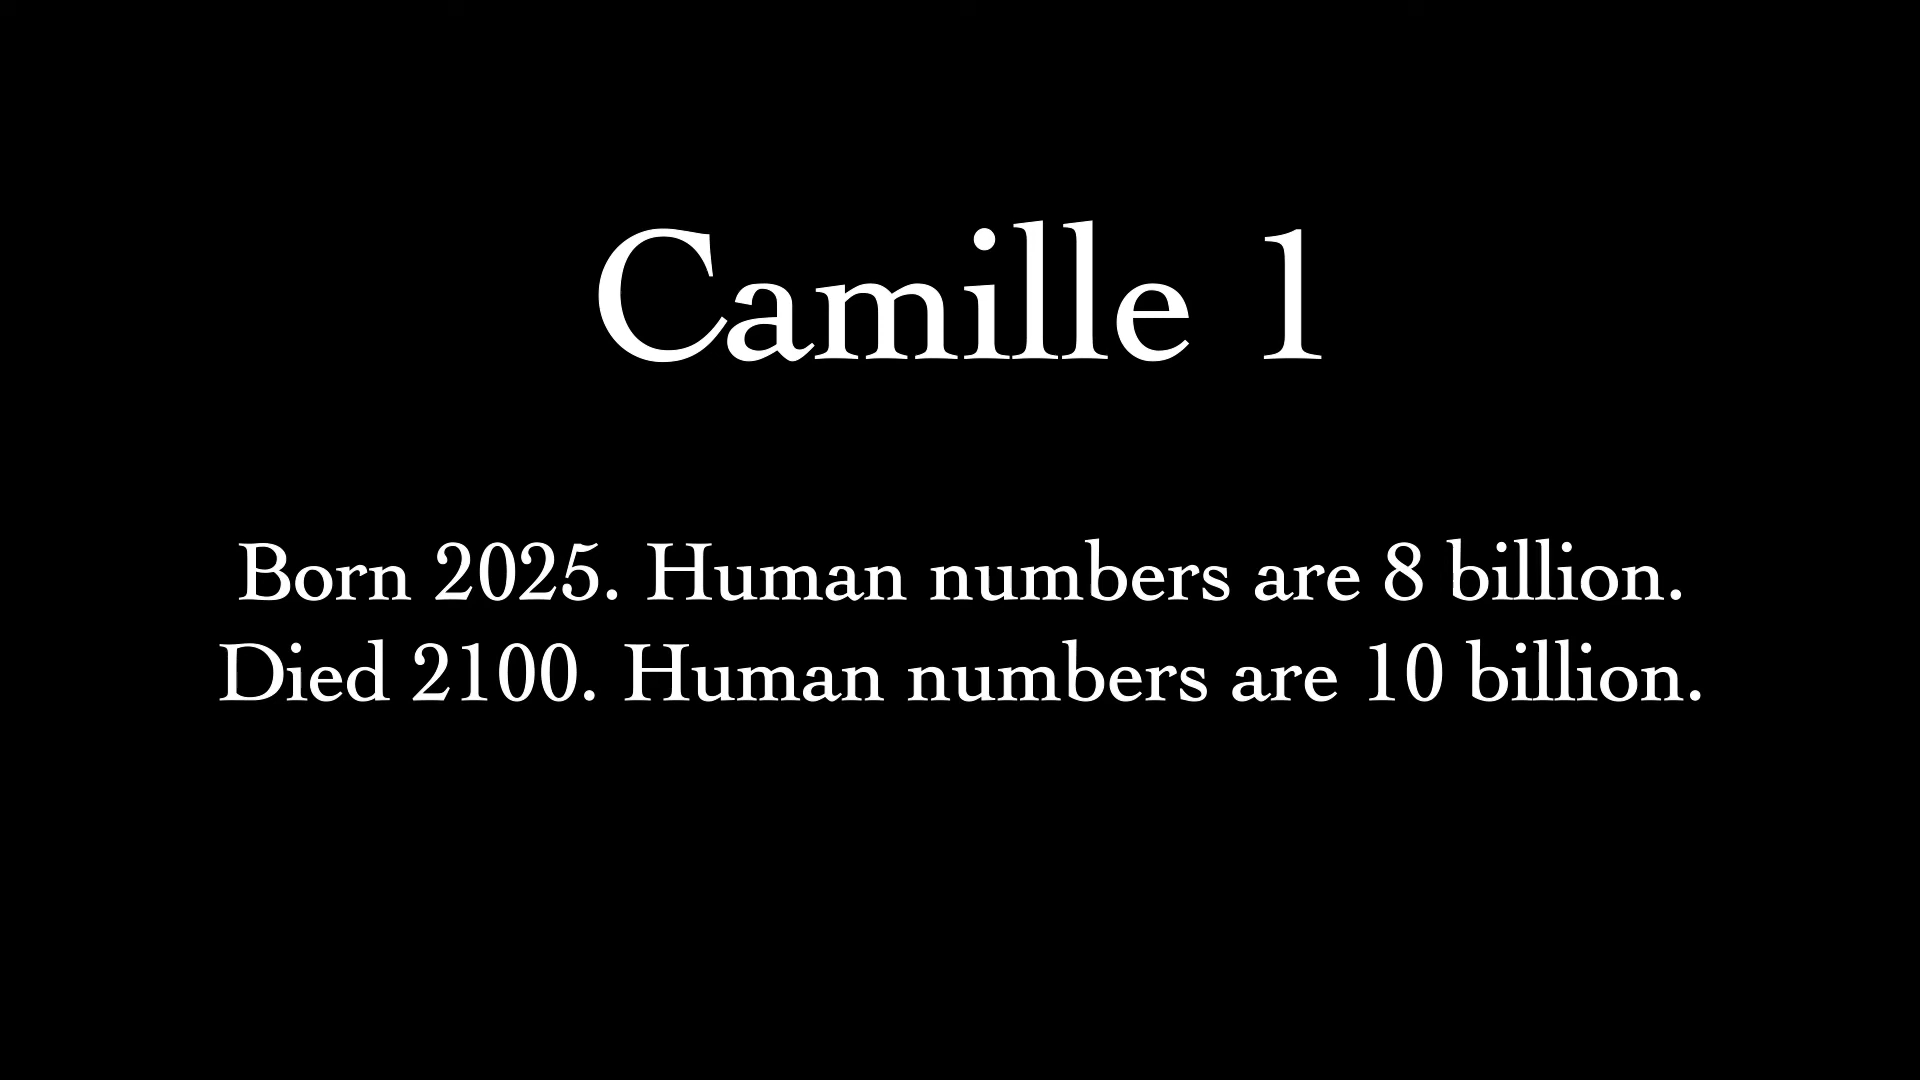 Camille 1
Born 2025. Human numbers are 8 billion.
Died 2100. Human numbers are 10 billion.